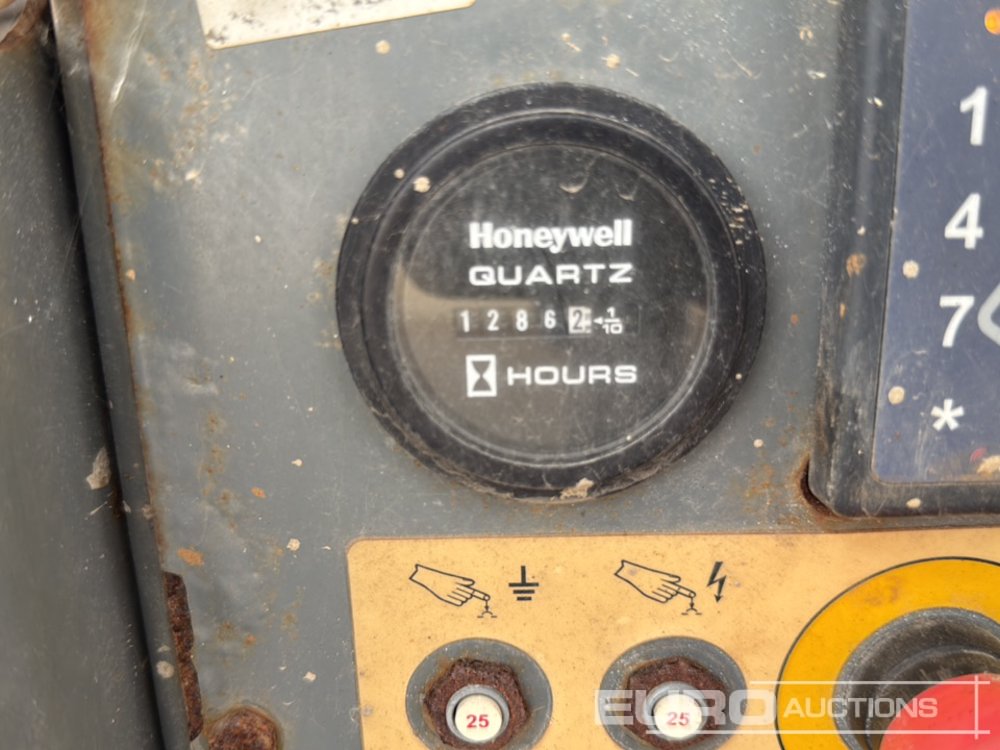 Honeywell
QUARTZ
1 2 8 6 2 ◄ 1/10
HOURS
1
4
7
*
25
25
EURO AUCTIONS